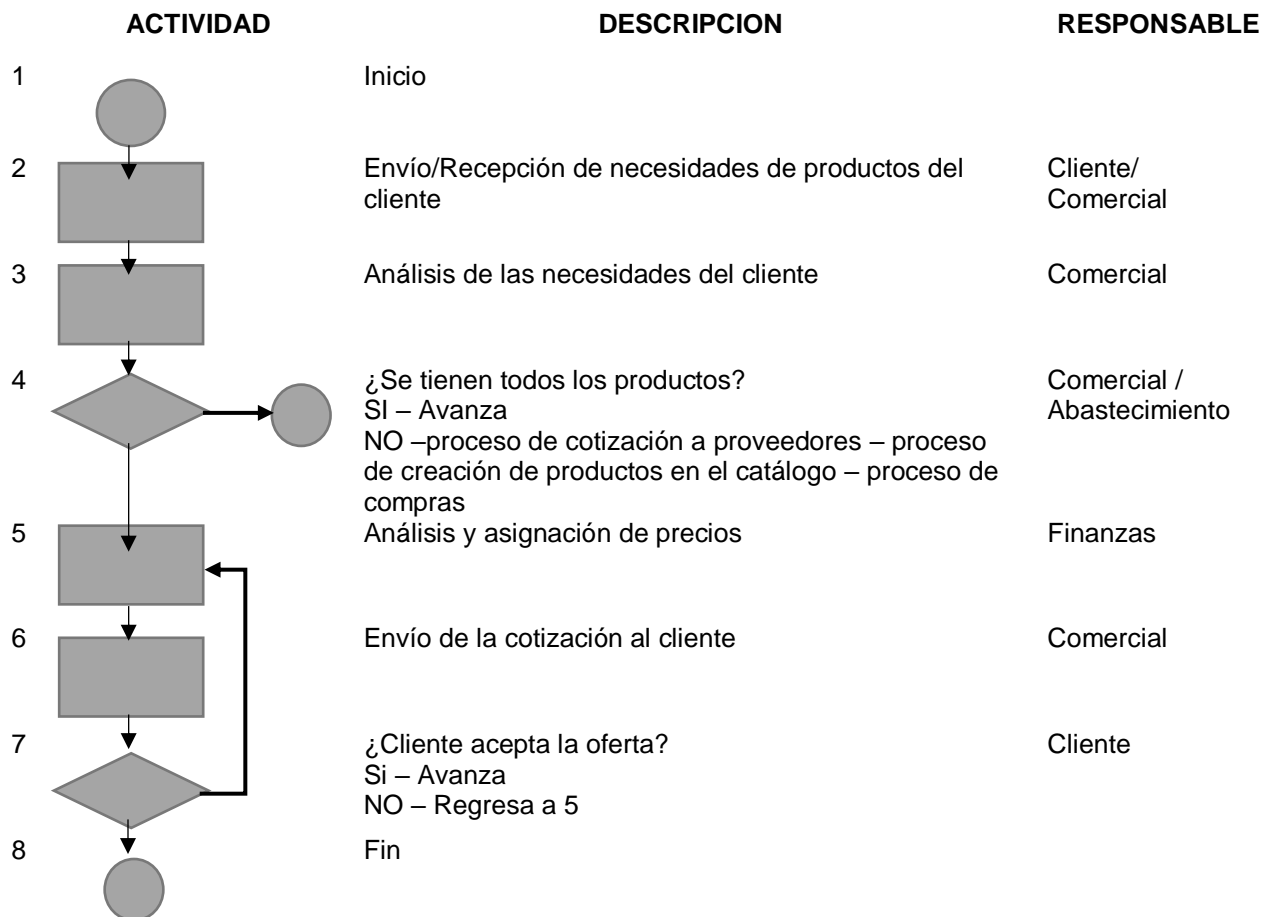 ACTIVIDAD DESCRIPCION RESPONSABLE
1 Inicio
2 Envío/Recepción de necesidades de productos del Cliente/
cliente Comercial
3 Análisis de las necesidades del cliente Comercial
4 ¿Se tienen todos los productos? Comercial /
SI – Avanza Abastecimiento
NO –proceso de cotización a proveedores – proceso
de creación de productos en el catálogo – proceso de
compras
5 Análisis y asignación de precios Finanzas
6 Envío de la cotización al cliente Comercial
7 ¿Cliente acepta la oferta? Cliente
Si – Avanza
NO – Regresa a 5
8 Fin